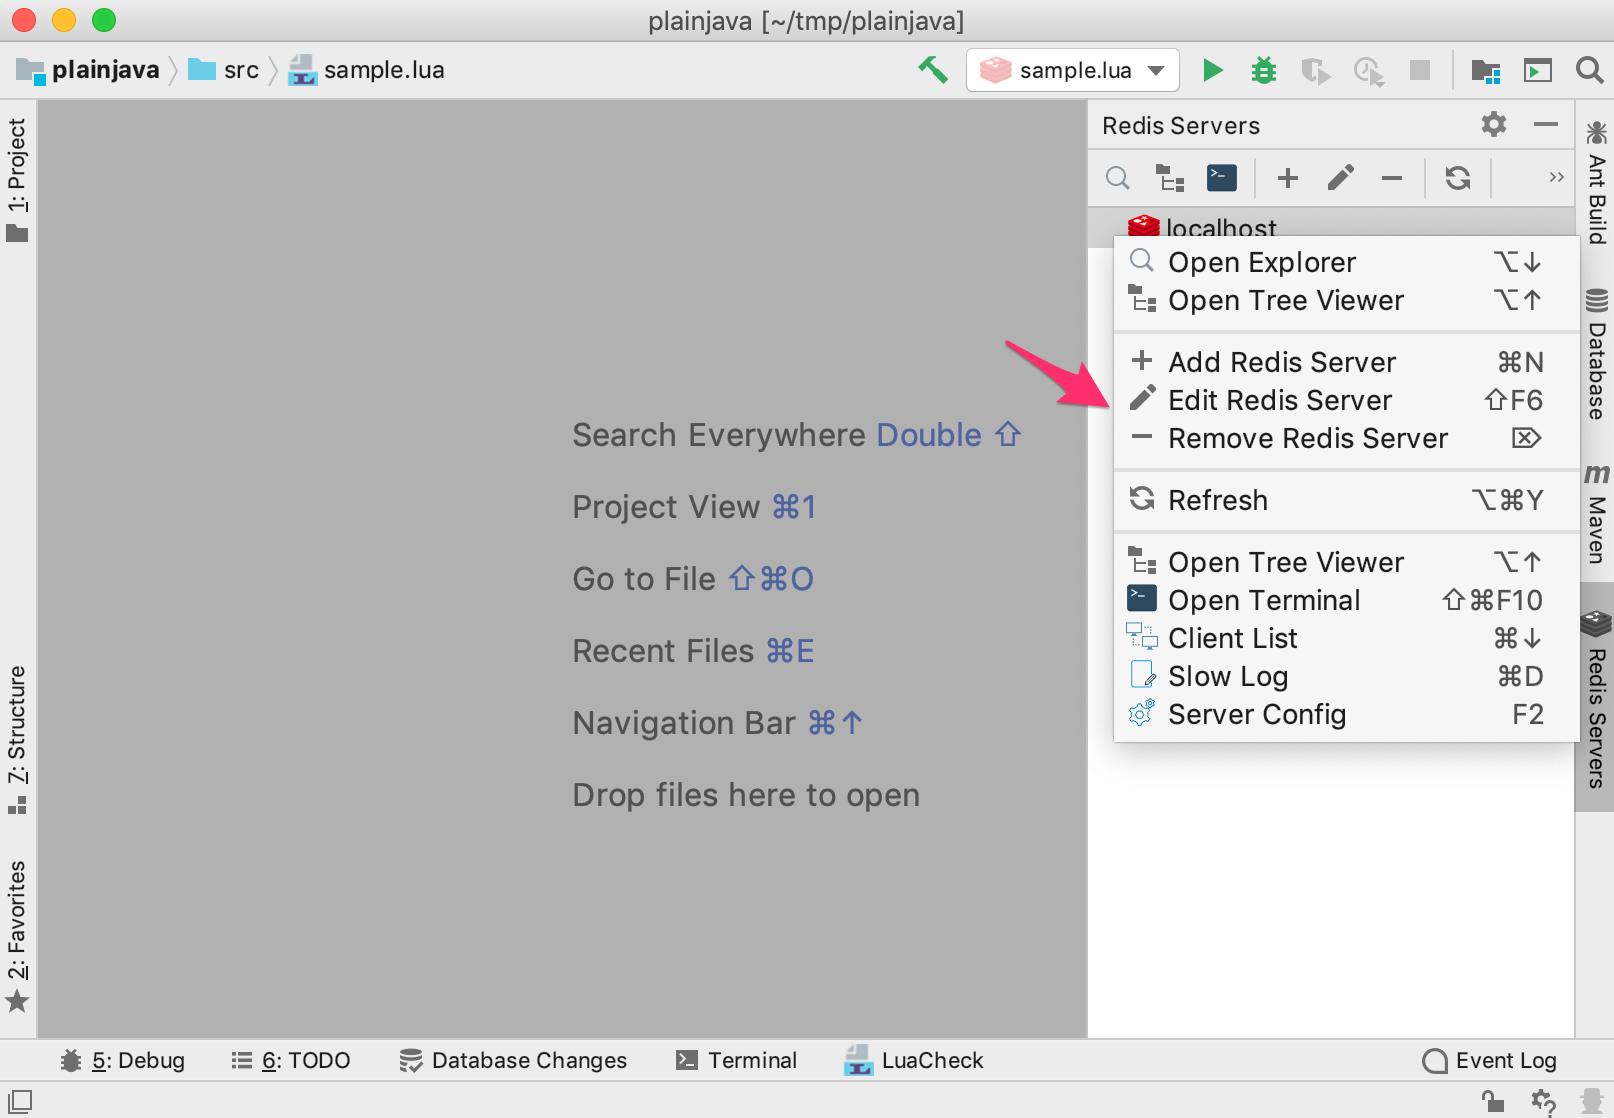 plainjava [~/tmp/plainjava]
plainjava src sample.lua
sample.lua
1: Project
7: Structure
2: Favorites
Search Everywhere Double ⇧
Project View ⌘1
Go to File ⇧⌘O
Recent Files ⌘E
Navigation Bar ⌘↑
Drop files here to open
Redis Servers
»
localhost
Open Explorer ⌥↓
Open Tree Viewer ⌥↑
Add Redis Server ⌘N
Edit Redis Server ⇧F6
Remove Redis Server ⌦
Refresh ⌥⌘Y
Open Tree Viewer ⌥↑
Open Terminal ⇧⌘F10
Client List ⌘↓
Slow Log ⌘D
Server Config F2
Ant Build
Database
m
Maven
Redis Servers
5: Debug 6: TODO Database Changes Terminal LuaCheck Event Log